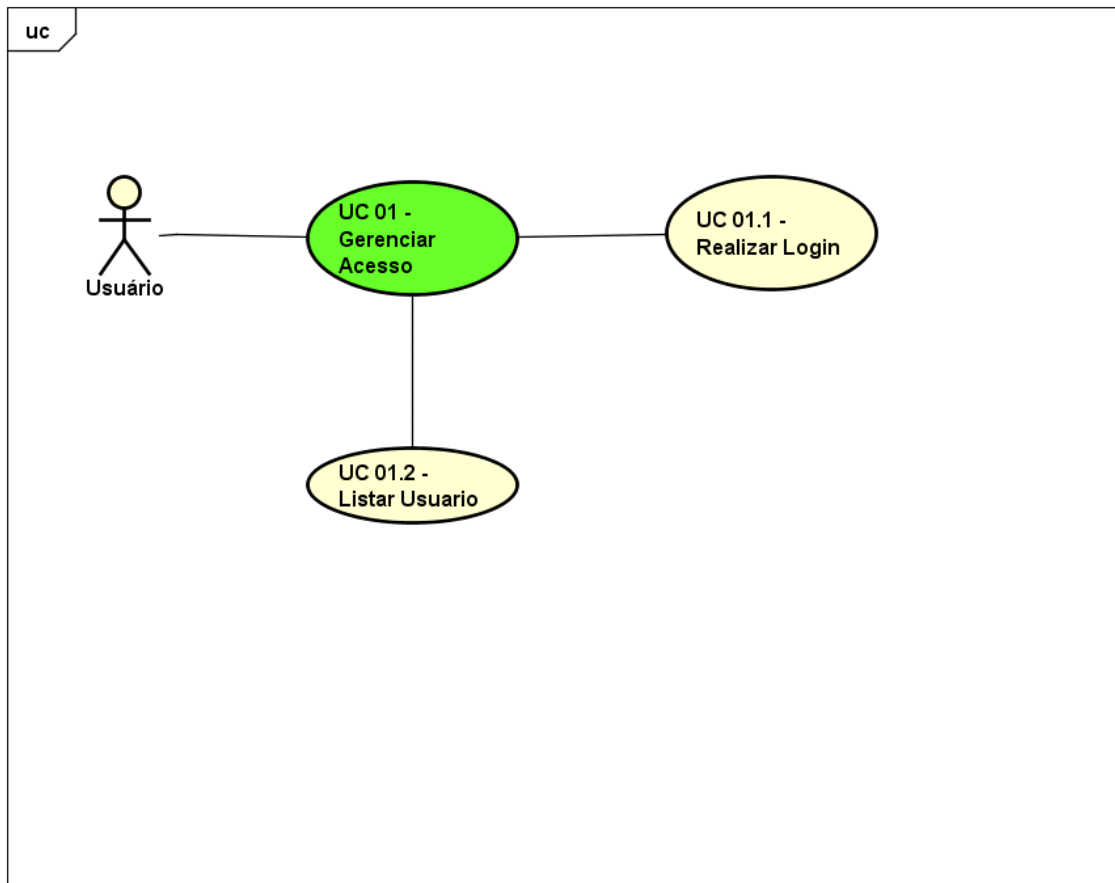 uc
UC 01 -
Gerenciar
Acesso
UC 01.1 -
Realizar Login
Usuário
UC 01.2 -
Listar Usuario